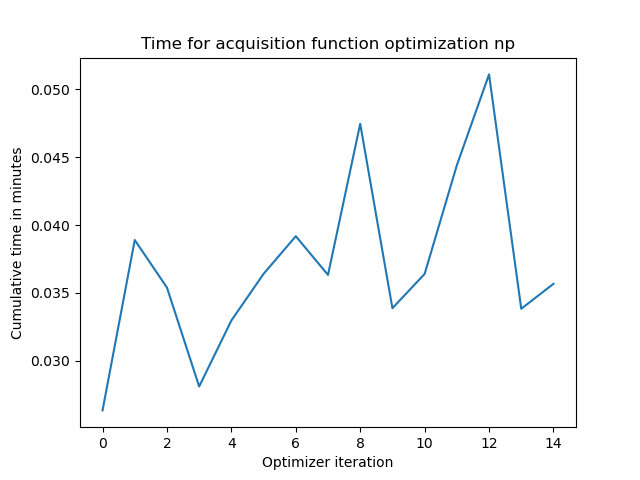 Time for acquisition function optimization np
0.050
0.045
0.040
0.035
0.030
Cumulative time in minutes
0 2 4 6 8 10 12 14
Optimizer iteration